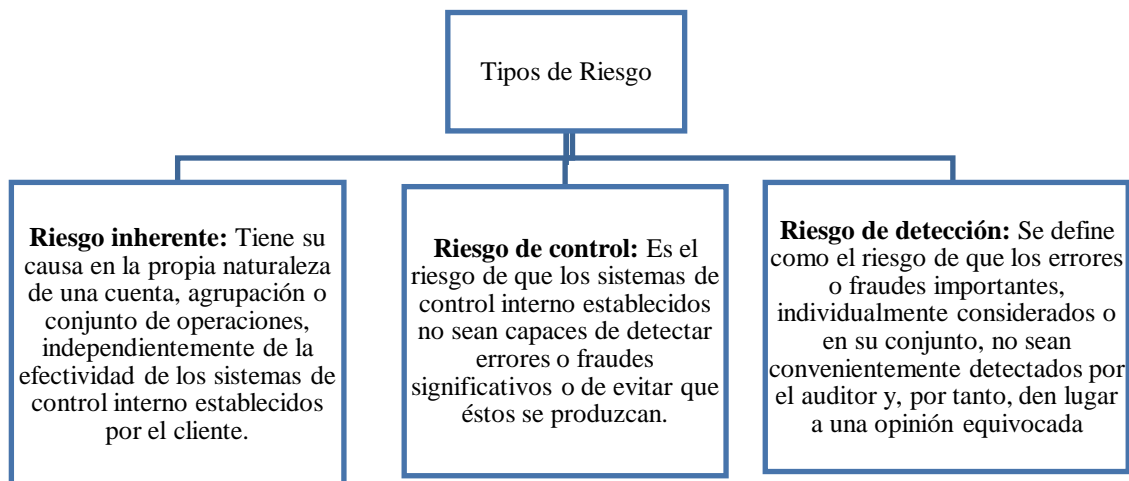 Tipos de Riesgo
Riesgo inherente: Tiene su
causa en la propia naturaleza
de una cuenta, agrupación o
conjunto de operaciones,
independientemente de la
efectividad de los sistemas de
control interno establecidos
por el cliente.
Riesgo de control: Es el
riesgo de que los sistemas de
control interno establecidos
no sean capaces de detectar
errores o fraudes
significativos o de evitar que
éstos se produzcan.
Riesgo de detección: Se define
como el riesgo de que los errores
o fraudes importantes,
individualmente considerados o
en su conjunto, no sean
convenientemente detectados por
el auditor y, por tanto, den lugar
a una opinión equivocada